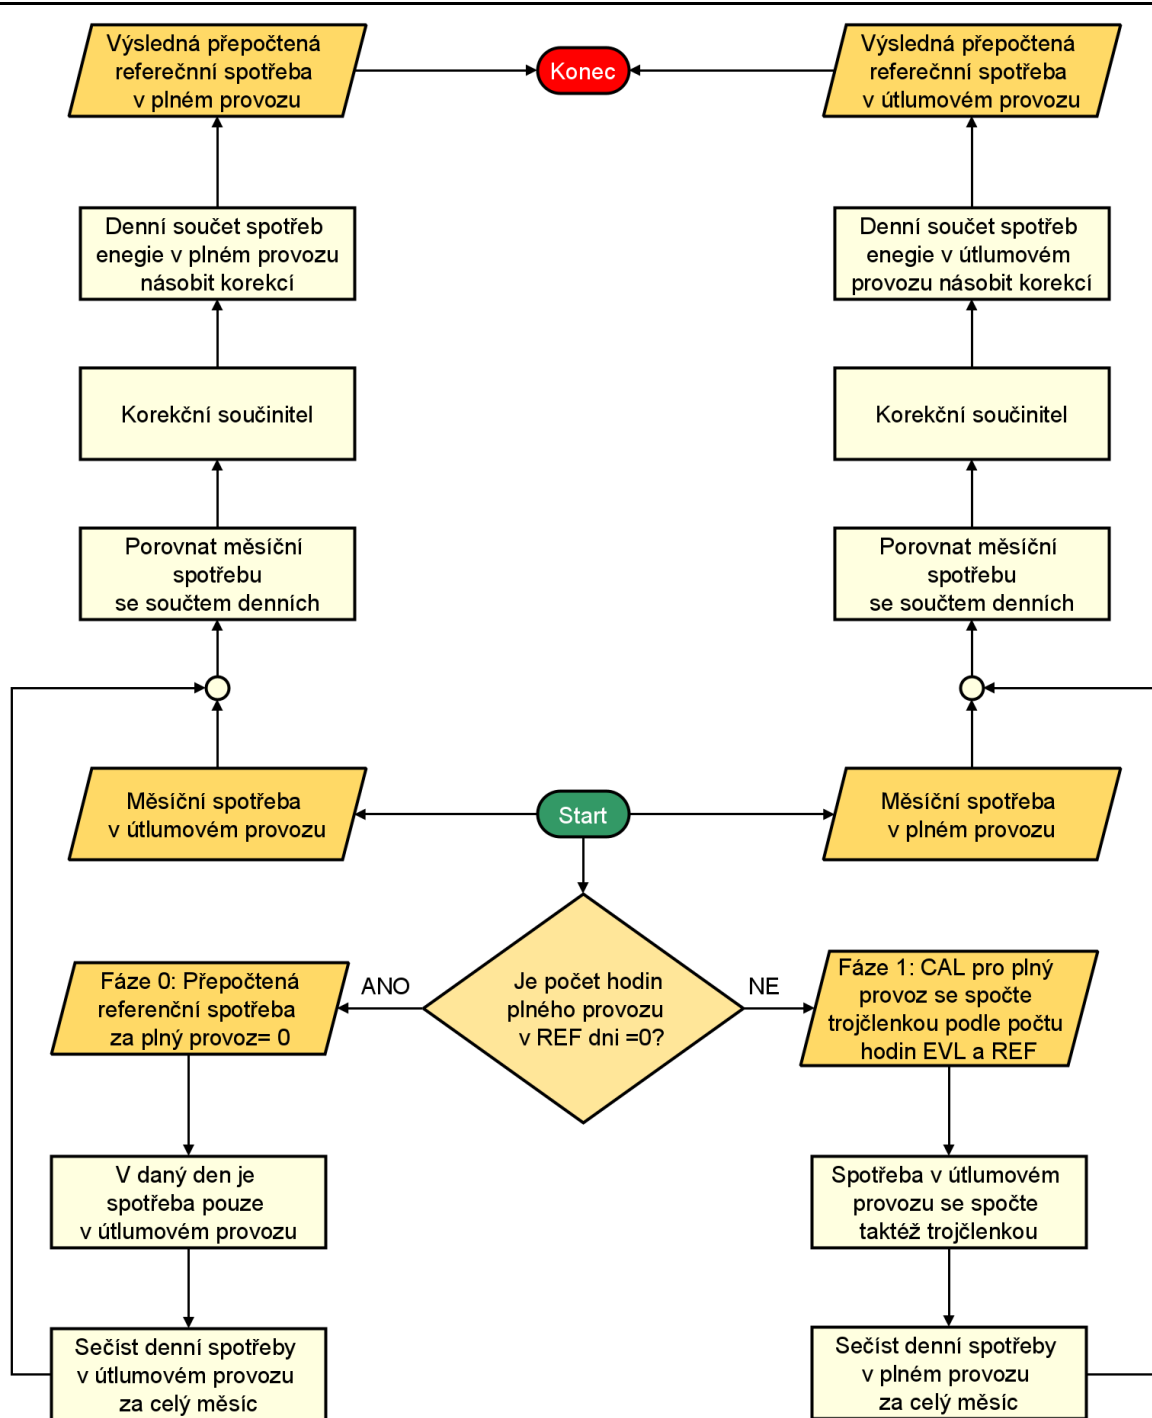 Výsledná přepočtená
referečnní spotřeba
v plném provozu
Konec
Výsledná přepočtená
referečnní spotřeba
v útlumovém provozu
Denní součet spotřeb
enegie v plném provozu
násobit korekcí
Denní součet spotřeb
enegie v útlumovém
provozu násobit korekcí
Korekční součinitel
Korekční součinitel
Porovnat měsíční
spotřebu
se součtem denních
Porovnat měsíční
spotřebu
se součtem denních
Měsíční spotřeba
v útlumovém provozu
Start
Měsíční spotřeba
v plném provozu
Fáze 0: Přepočtená
referenční spotřeba
za plný provoz= 0
ANO
Je počet hodin
plného provozu
v REF dni =0?
NE
Fáze 1: CAL pro plný
provoz se spočte
trojčlenkou podle počtu
hodin EVL a REF
V daný den je
spotřeba pouze
v útlumovém provozu
Spotřeba v útlumovém
provozu se spočte
taktéž trojčlenkou
Sečíst denní spotřeby
v útlumovém provozu
za celý měsíc
Sečíst denní spotřeby
v plném provozu
za celý měsíc